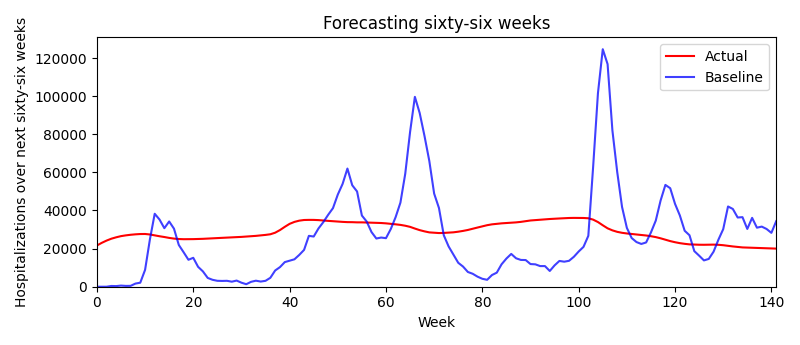 Forecasting sixty-six weeks
Hospitalizations over next sixty-six weeks
120000
100000
80000
60000
40000
20000
0
Actual
Baseline
0 20 40 60 80 100 120 140
Week